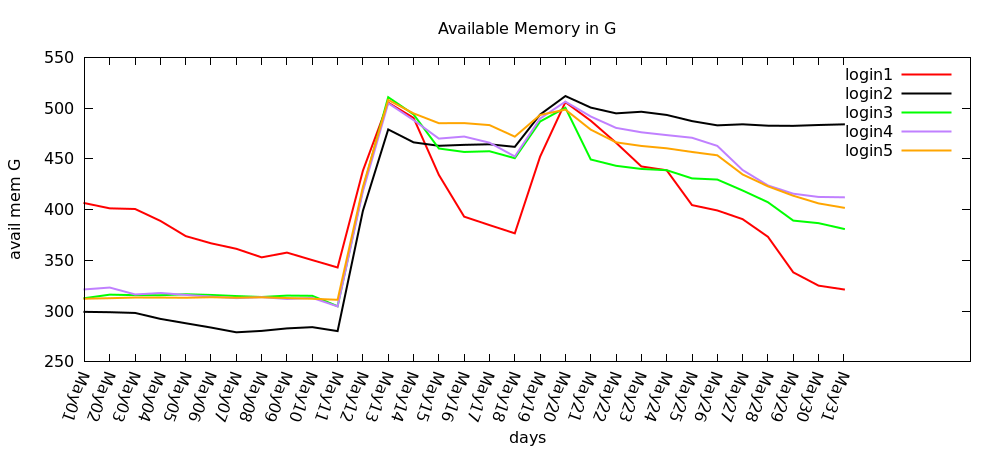 Available Memory in G
550
500
450
400
350
300
250
avail mem G
login1
login2
login3
login4
login5
May01
May02
May03
May04
May05
May06
May07
May08
May09
May10
May11
May12
May13
May14
May15
May16
May17
May18
May19
May20
May21
May22
May23
May24
May25
May26
May27
May28
May29
May30
May31
days